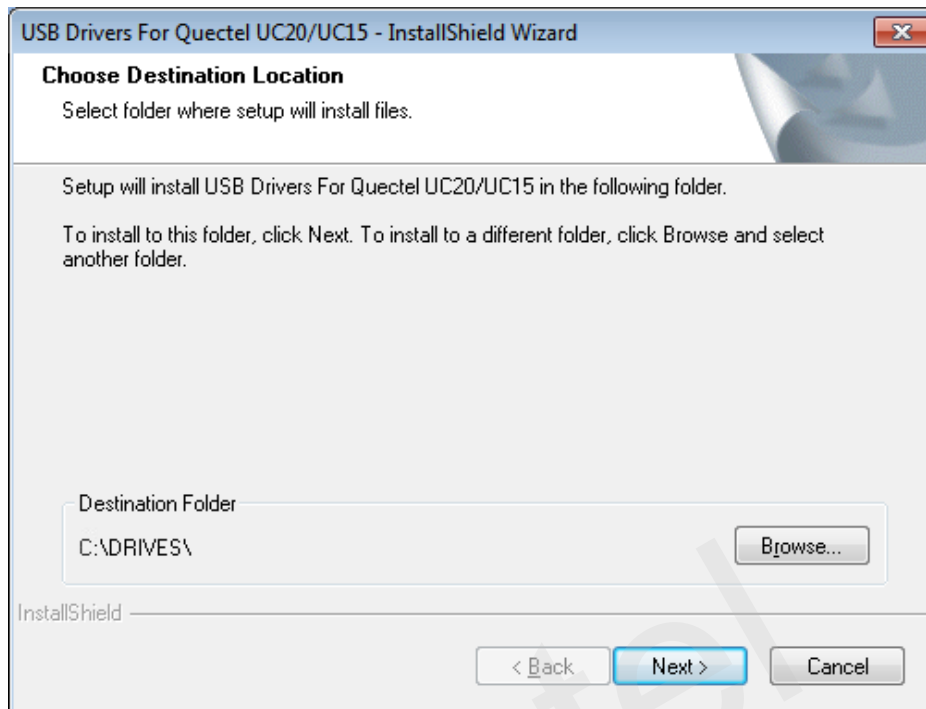 USB Drivers For Quectel UC20/UC15 - InstallShield Wizard
Choose Destination Location
Select folder where setup will install files.
Setup will install USB Drivers For Quectel UC20/UC15 in the following folder.
To install to this folder, click Next. To install to a different folder, click Browse and select
another folder.
Destination Folder
C:\DRIVES\
Browse...
InstallShield
< Back
Next >
Cancel